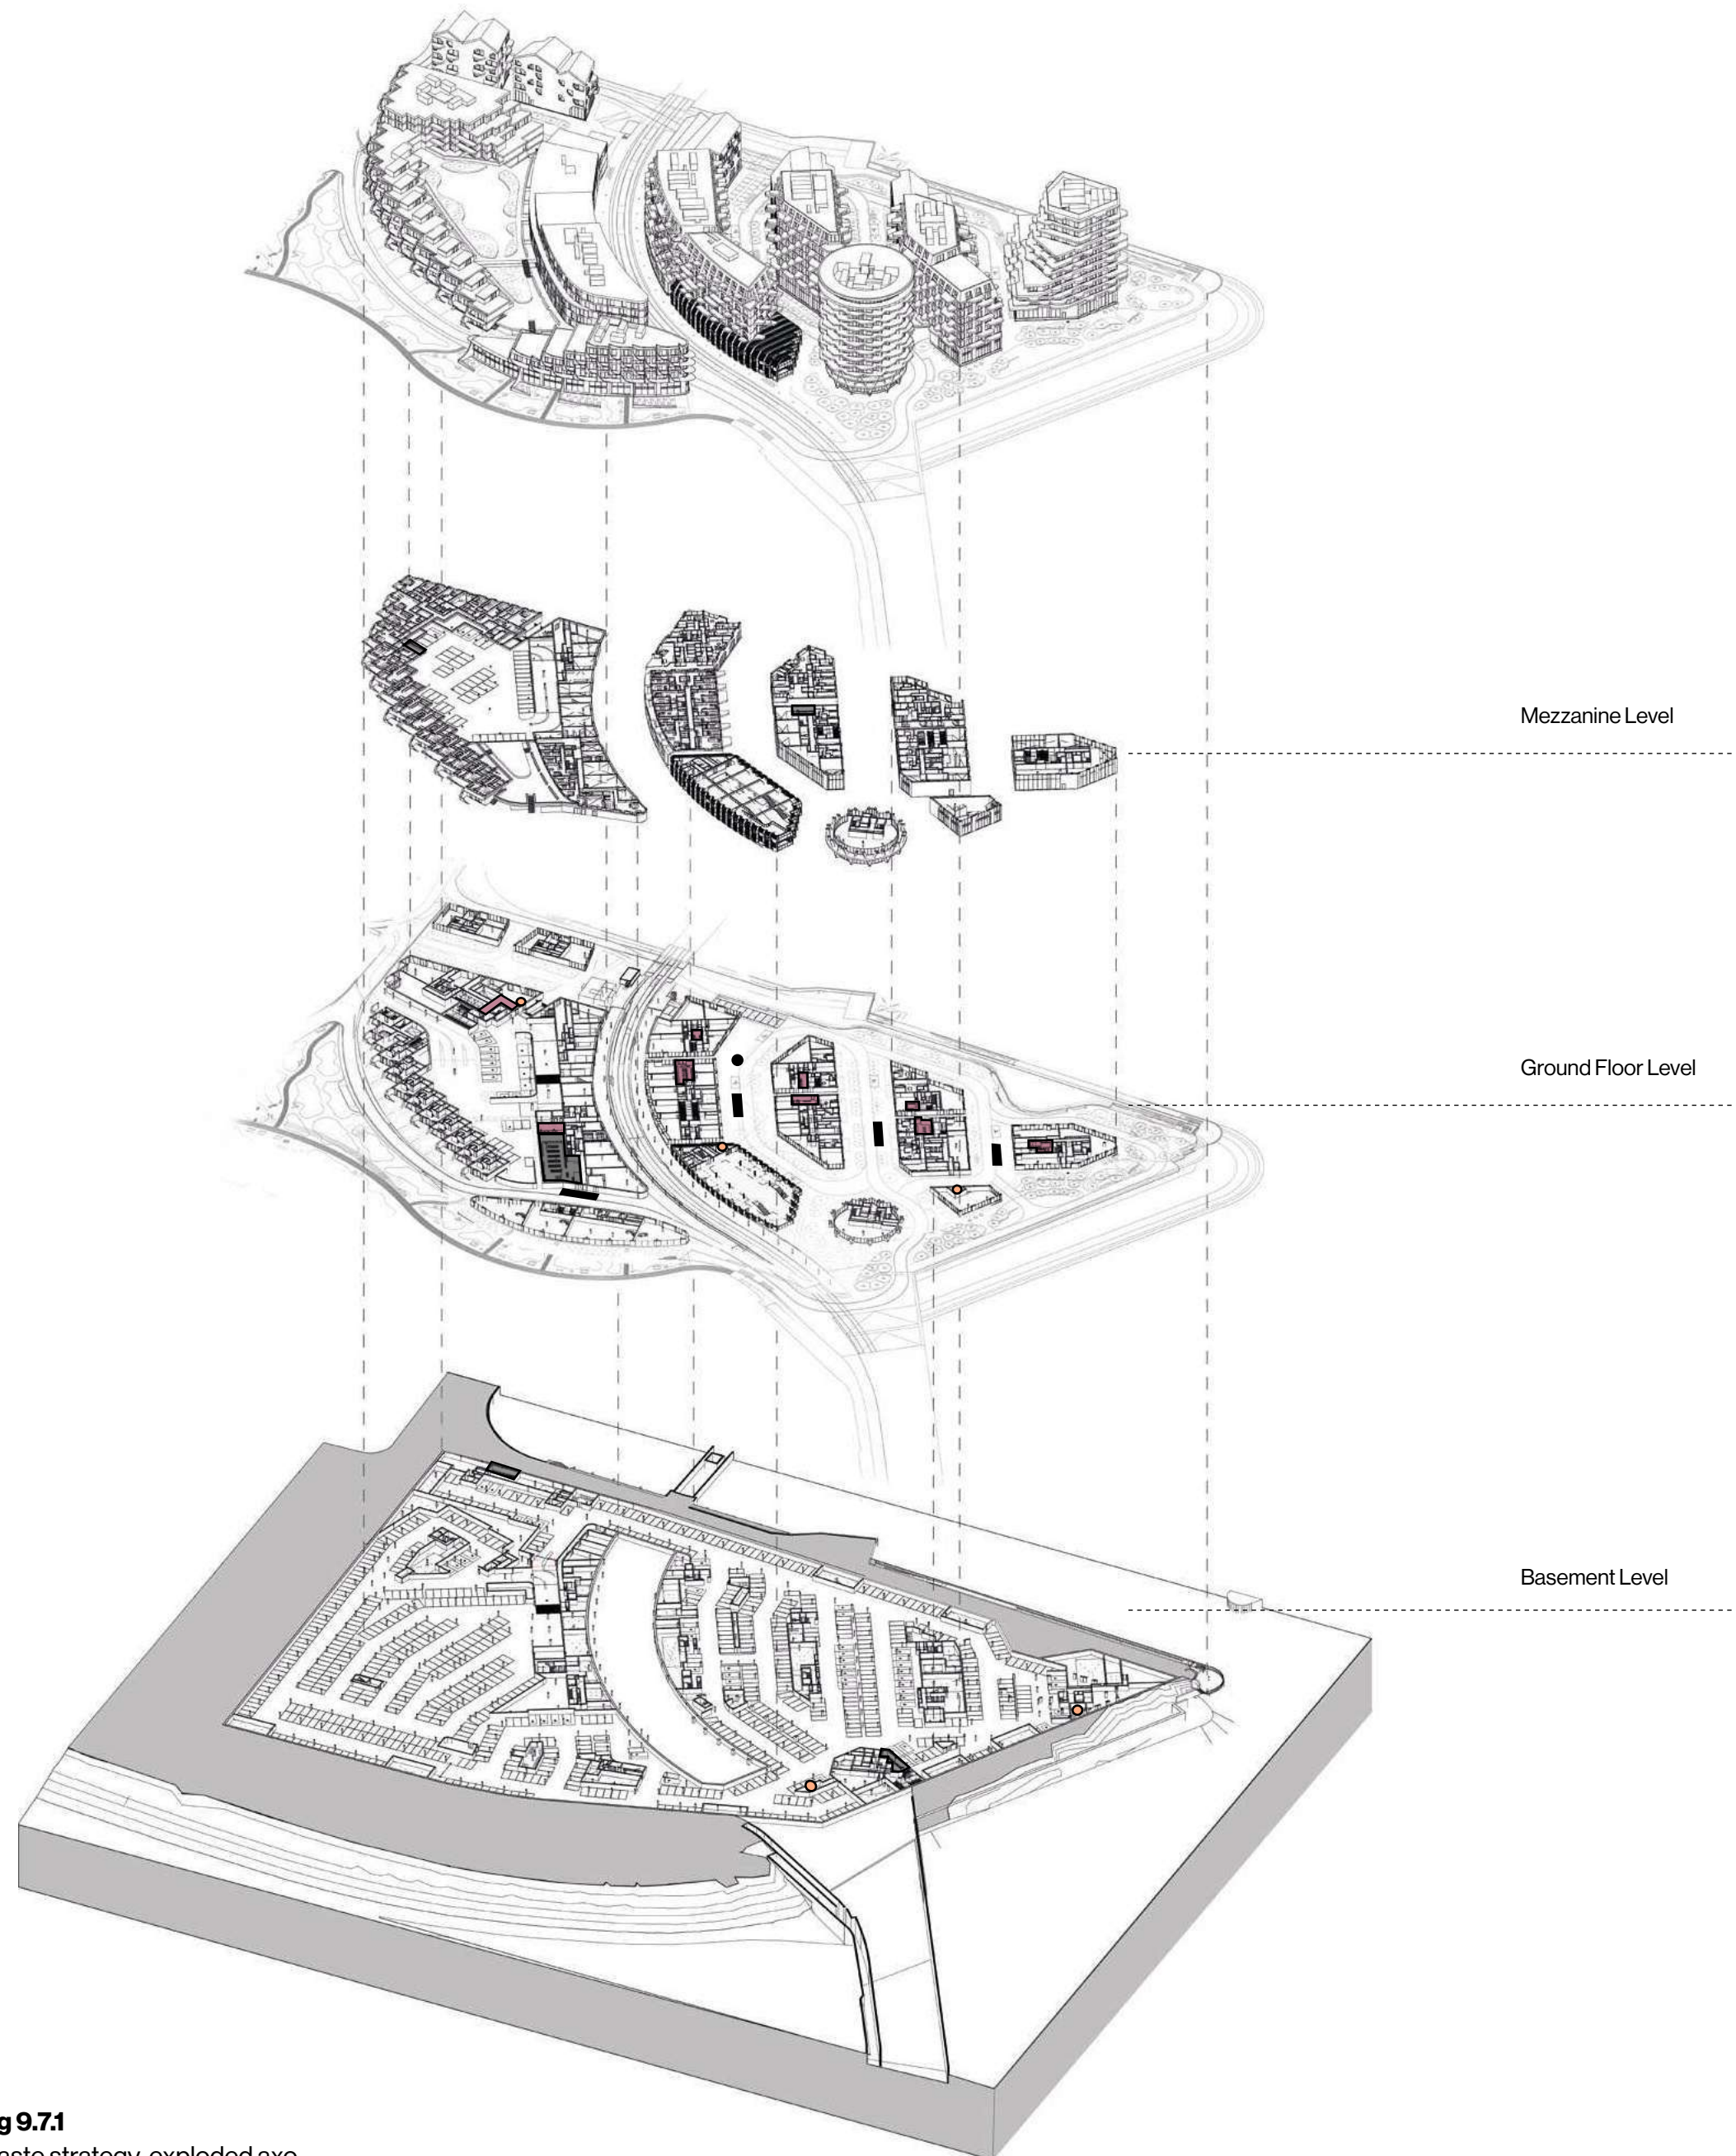 Mezzanine Level
Ground Floor Level
Basement Level
g 9.7.1
aste strategy, exploded axo